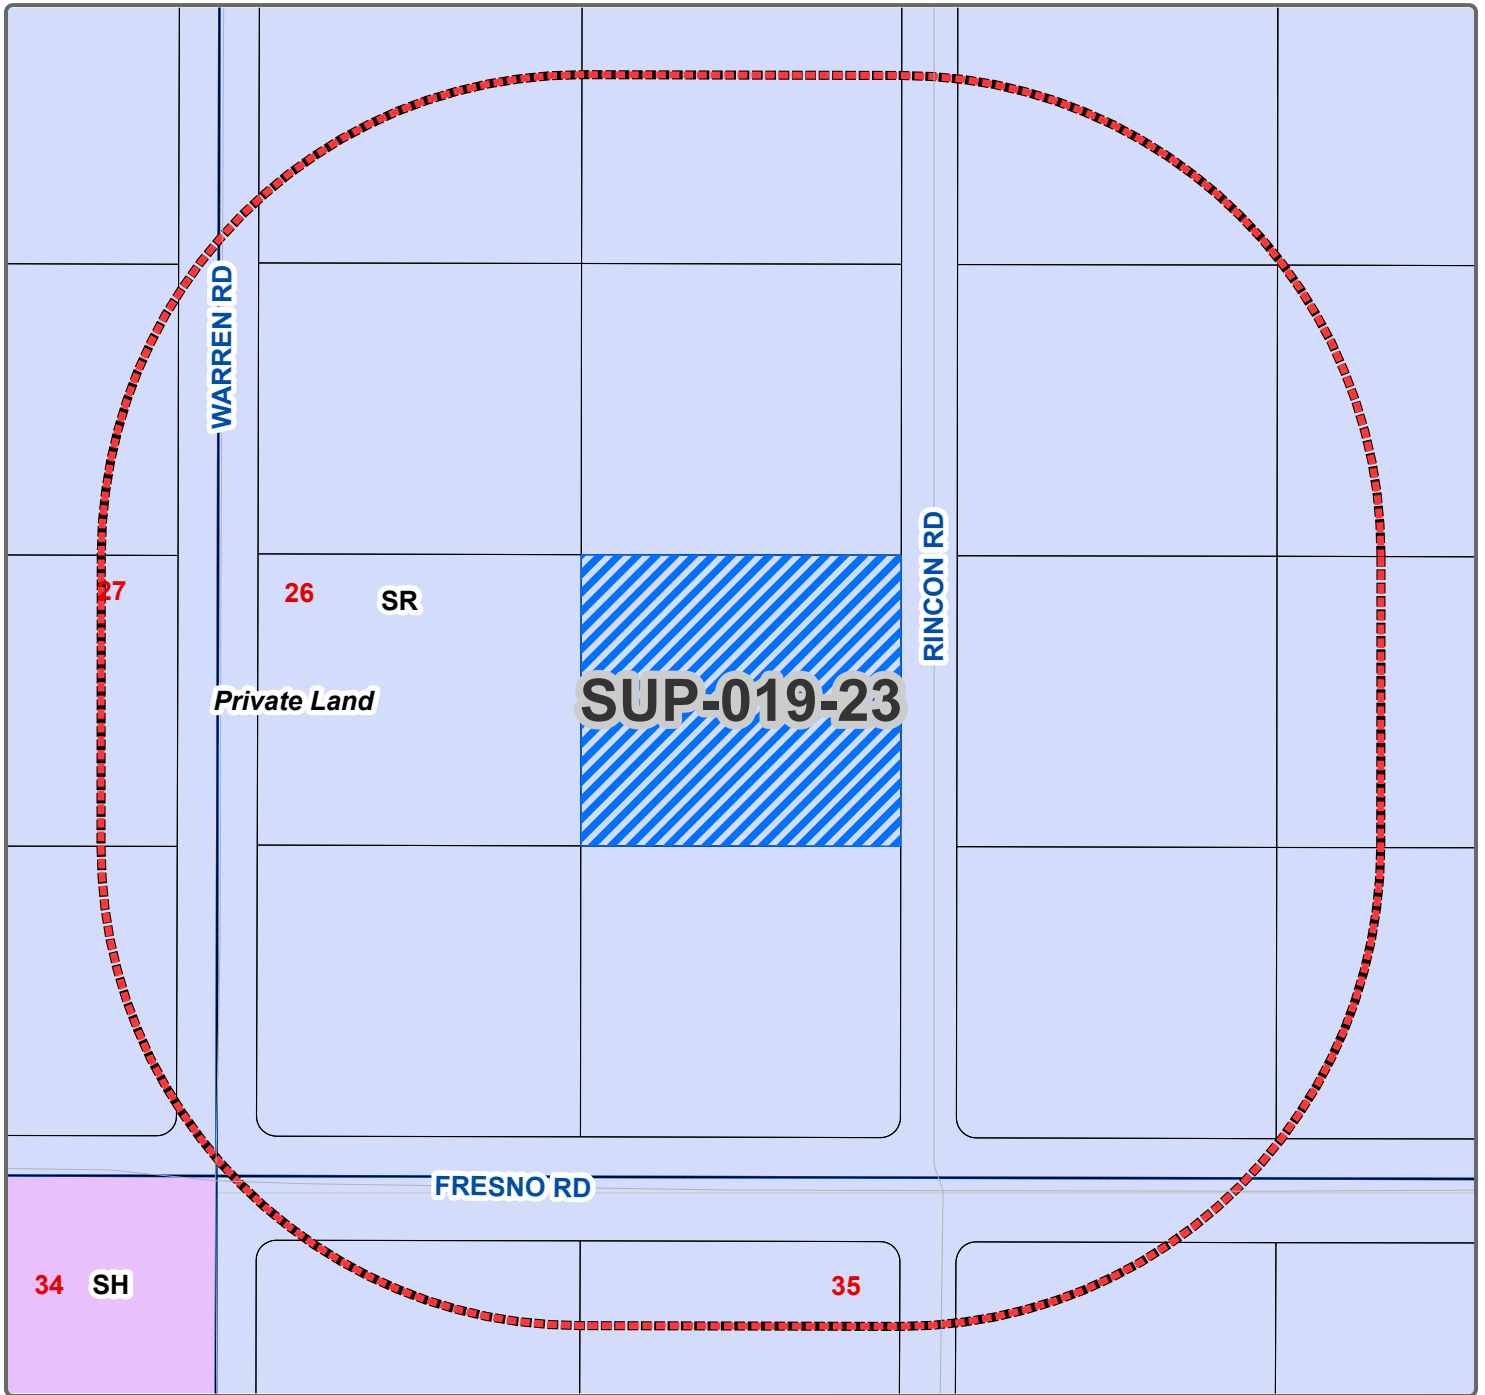 WARREN RD
RINCON RD
27
26
SR
Private Land
SUP-019-23
FRESNO RD
34
SH
35